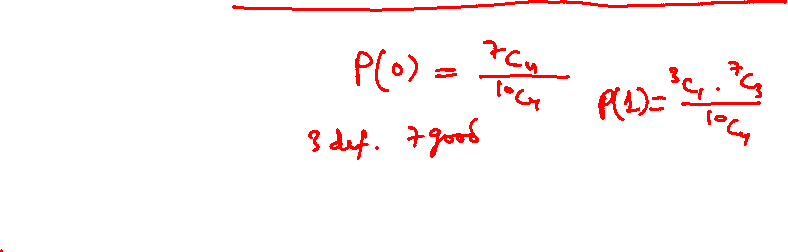 P(0) = ⁷C₄ / ¹⁰C₄
P(1) = ³C₁ . ⁷C₃ / ¹⁰C₄
3 def. 7 good